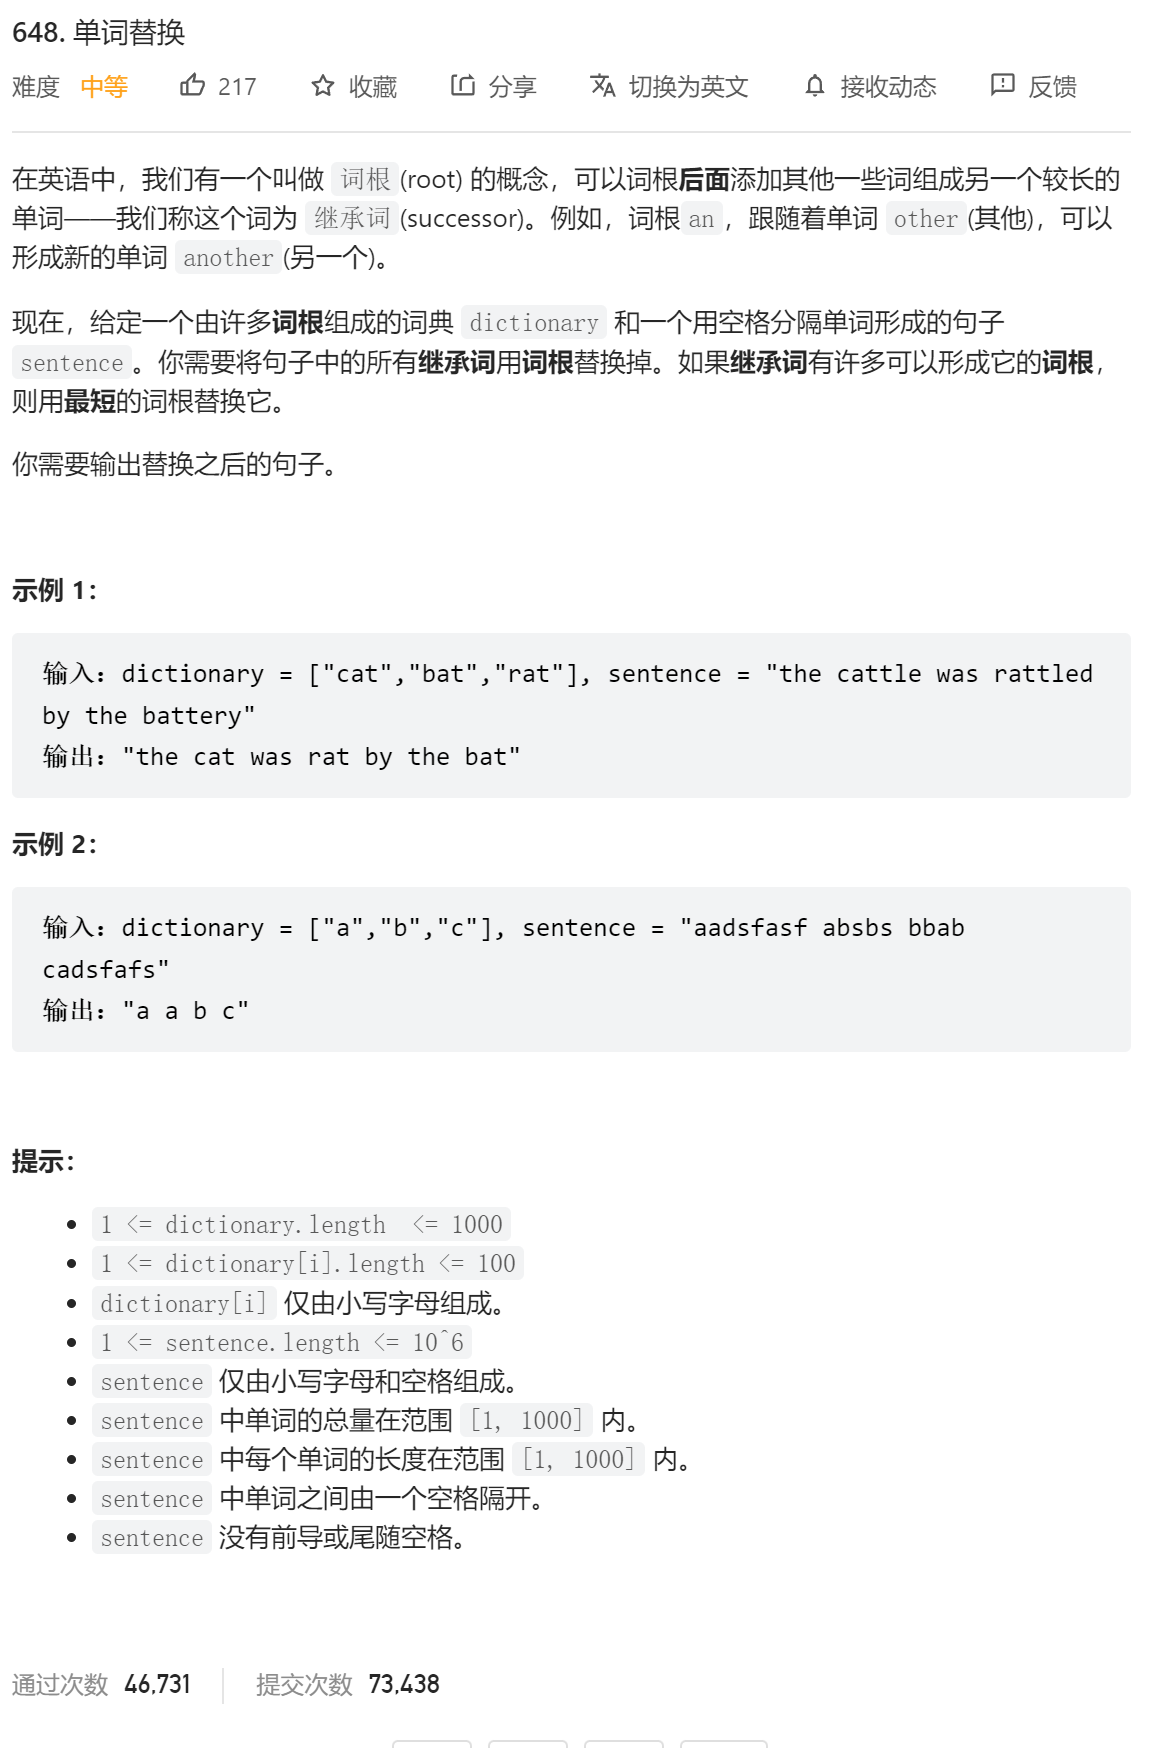 648. 单词替换
难度 中等 217 收藏 分享 切换为英文 接收动态 反馈
在英语中，我们有一个叫做 词根(root) 的概念，可以词根后面添加其他一些词组成另一个较长的
单词——我们称这个词为 继承词(successor)。例如，词根an，跟随着单词 other(其他)，可以
形成新的单词 another(另一个)。
现在，给定一个由许多词根组成的词典 dictionary 和一个用空格分隔单词形成的句子
sentence。你需要将句子中的所有继承词用词根替换掉。如果继承词有许多可以形成它的词根，
则用最短的词根替换它。
你需要输出替换之后的句子。
示例 1：
输入：dictionary = ["cat","bat","rat"], sentence = "the cattle was rattled
by the battery"
输出："the cat was rat by the bat"
示例 2：
输入：dictionary = ["a","b","c"], sentence = "aadsfasf absbs bbab
cadsfafs"
输出："a a b c"
提示：
• 1 <= dictionary.length <= 1000
• 1 <= dictionary[i].length <= 100
• dictionary[i] 仅由小写字母组成。
• 1 <= sentence.length <= 10^6
• sentence 仅由小写字母和空格组成。
• sentence 中单词的总量在范围 [1, 1000] 内。
• sentence 中每个单词的长度在范围 [1, 1000] 内。
• sentence 中单词之间由一个空格隔开。
• sentence 没有前导或尾随空格。
通过次数 46,731 提交次数 73,438